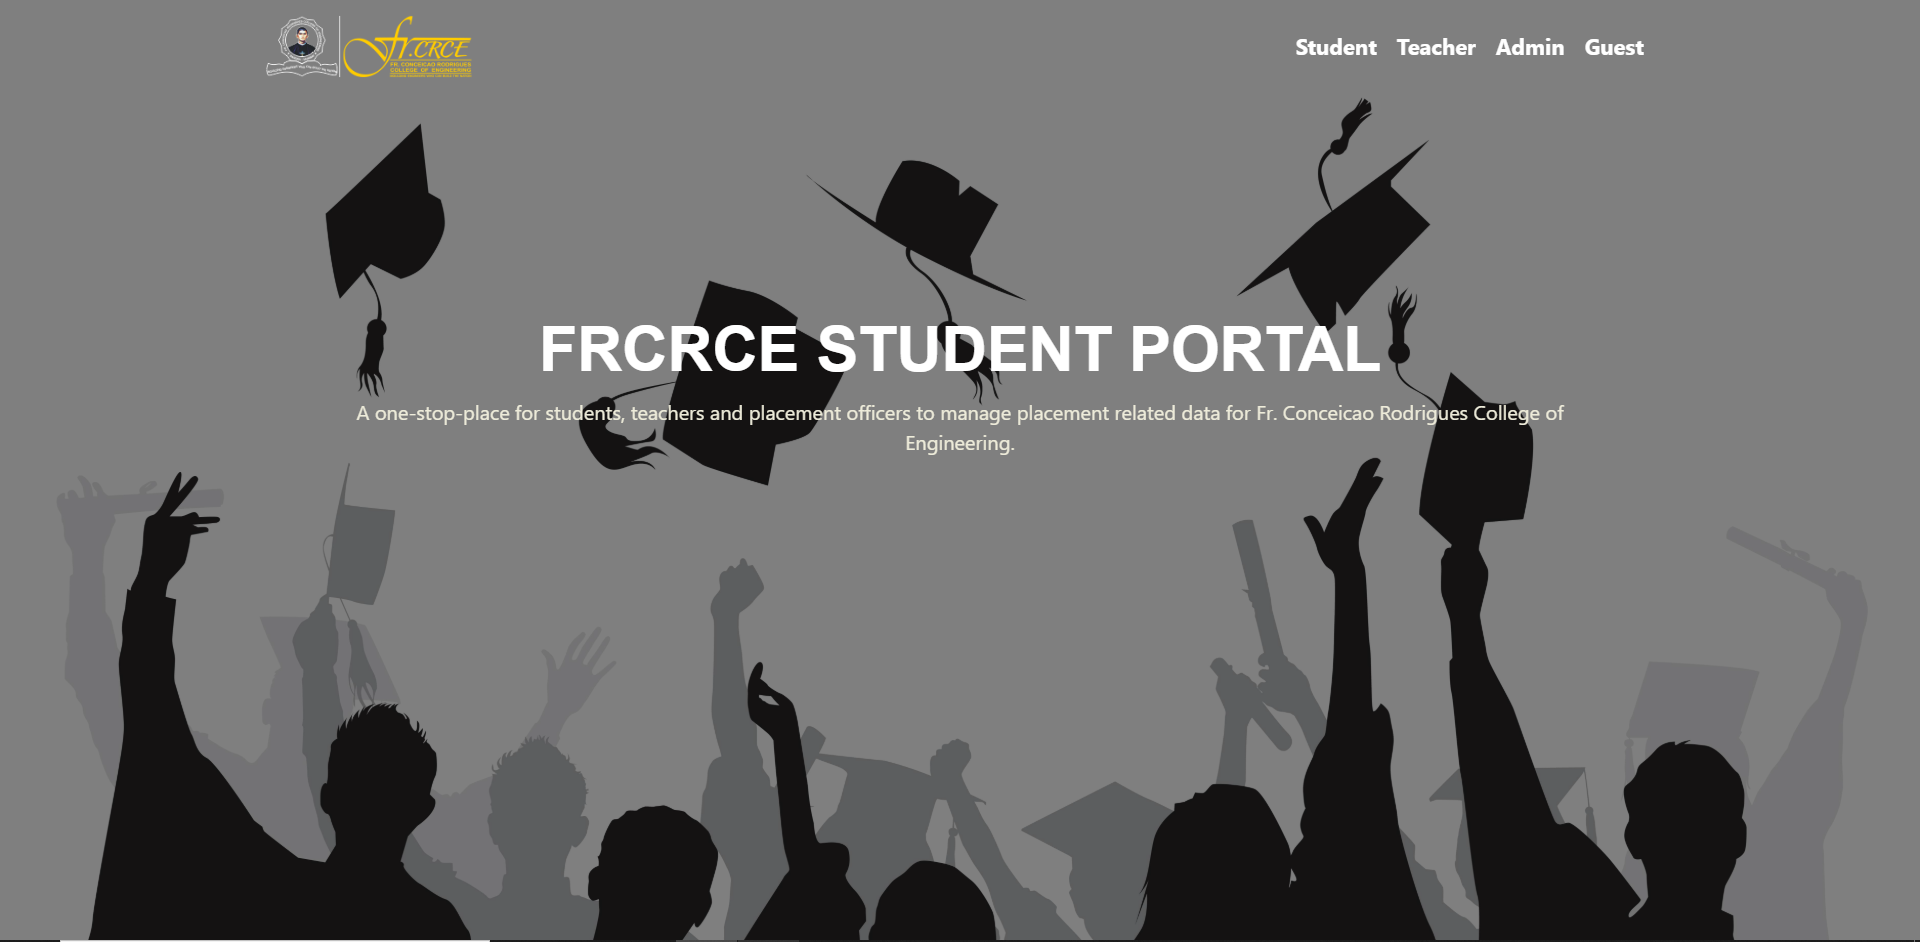 Fr. CRCE
FR. CONCEICAO RODRIGUES
COLLEGE OF ENGINEERING
Student Teacher Admin Guest
FRCRCE STUDENT PORTAL
A one-stop-place for students, teachers and placement officers to manage placement related data for Fr. Conceicao Rodrigues College of
Engineering.